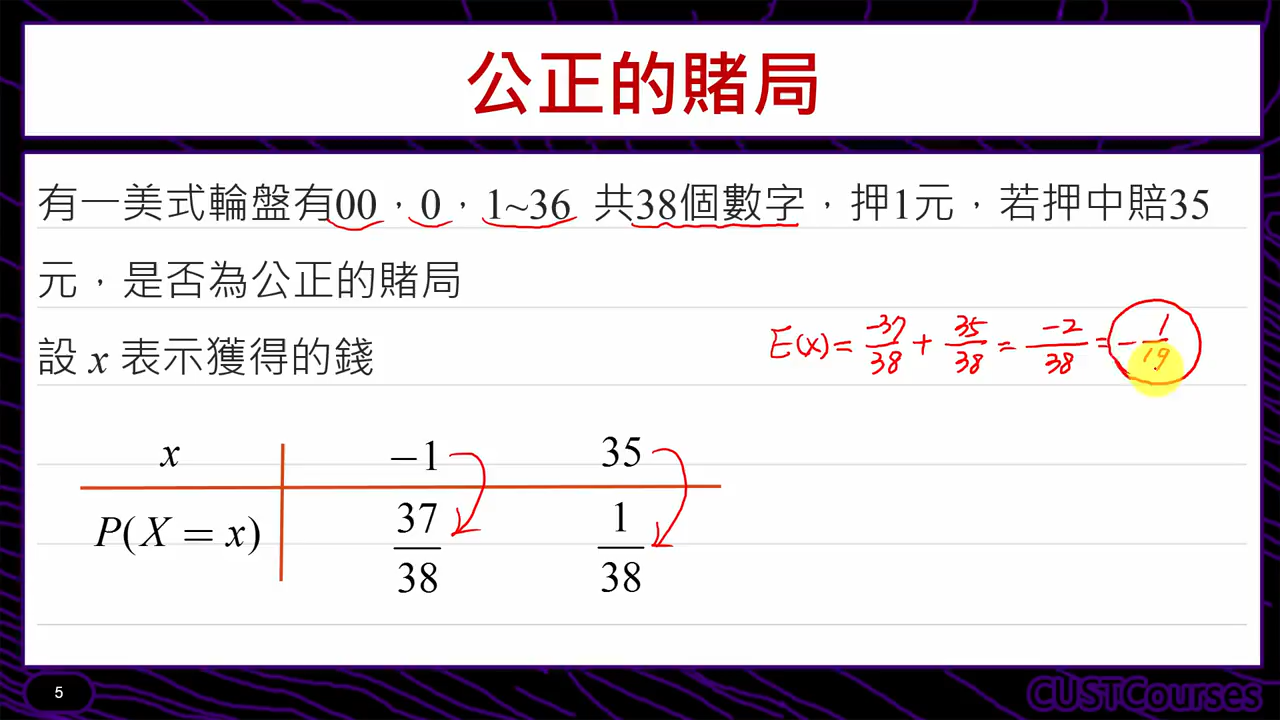 公正的賭局
有一美式輪盤有00，0，1~36 共38個數字，押1元，若押中賠35
元，是否為公正的賭局
設 x 表示獲得的錢
E(x) = -37/38 + 35/38 = -2/38 = -1/19
x -1 35
P(X = x) 37/38 1/38
5
CUSTCourses